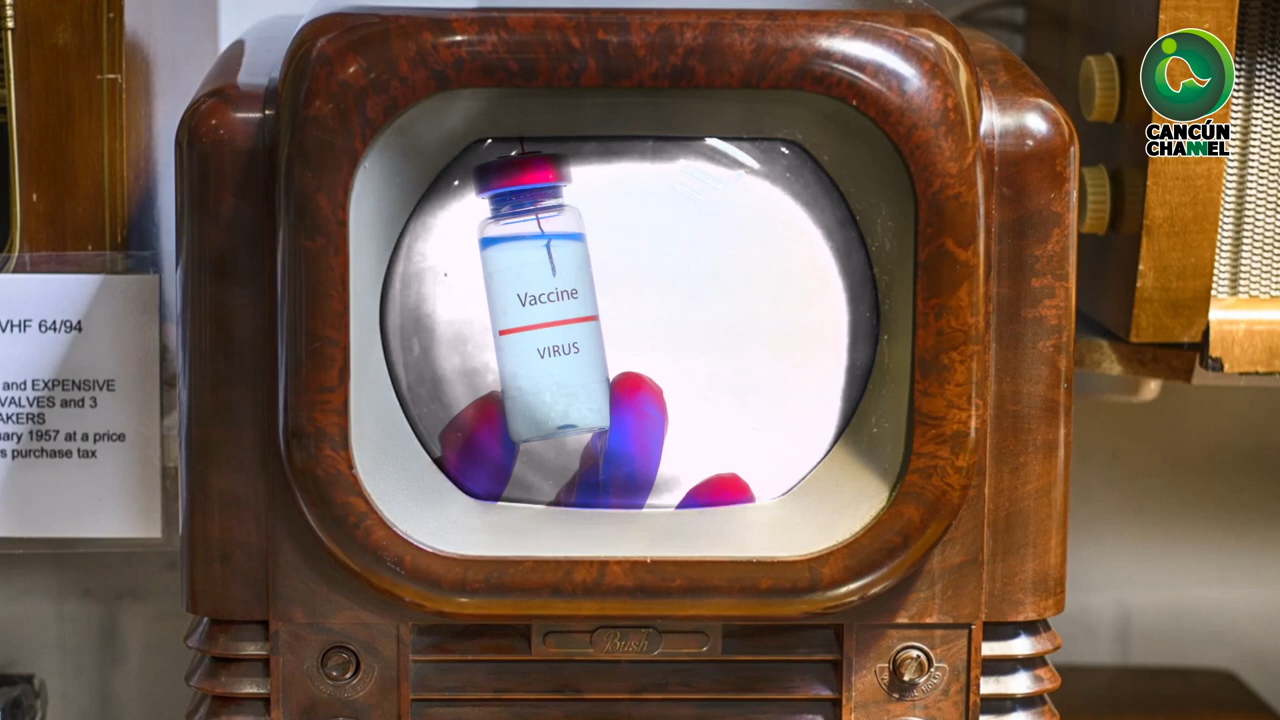 CANCÚN
CHANNEL
VHF 64/94
and EXPENSIVE
VALVES and 3
AKERS
uary 1957 at a price
s purchase tax
Vaccine
VIRUS
Bush
HOLD